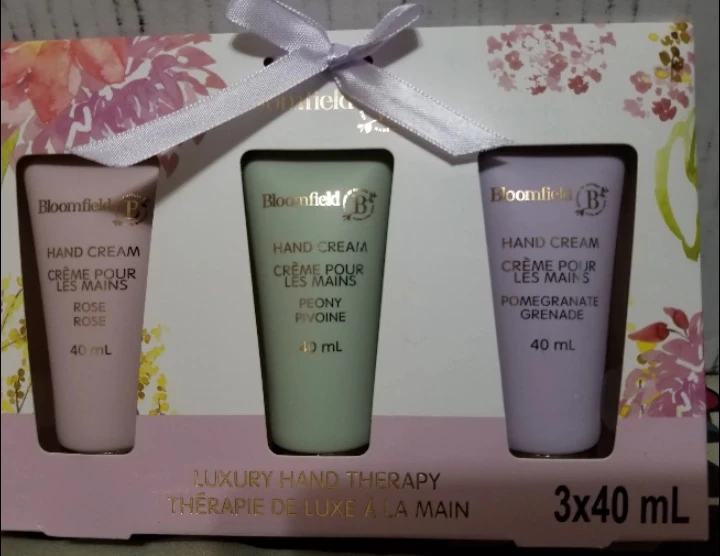 Bloomfield
Bloomfield B
HAND CREAM
CRÈME POUR
LES MAINS
ROSE
ROSE
40 mL
Bloomfield B
HAND CREAM
CRÈME POUR
LES MAINS
PEONY
PIVOINE
40 mL
Bloomfield B
HAND CREAM
CRÈME POUR
LES MAINS
POMEGRANATE
GRENADE
40 mL
LUXURY HAND THERAPY
THÉRAPIE DE LUXE À LA MAIN
3x40 mL